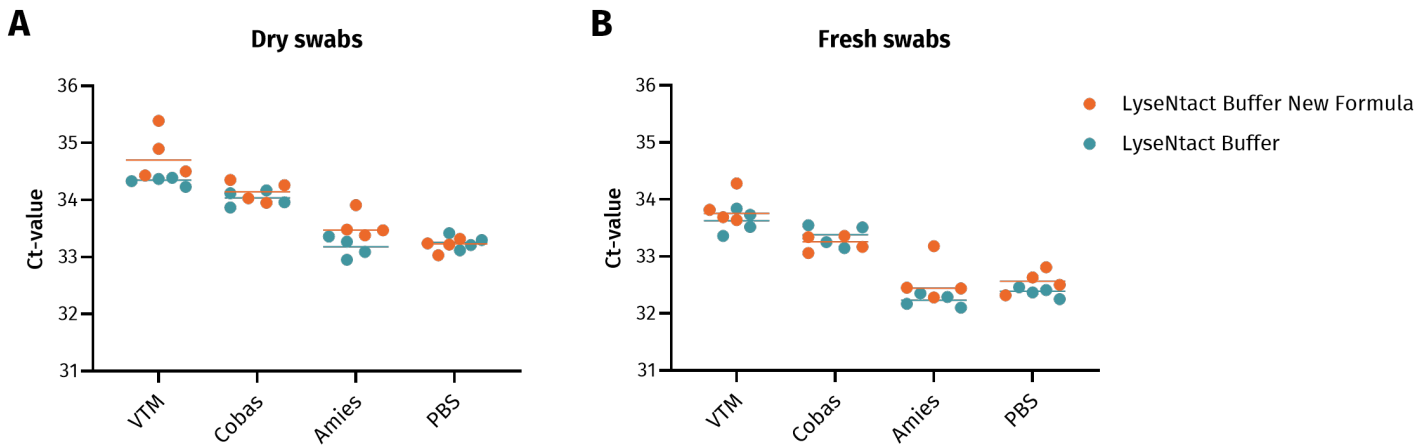 A
Dry swabs
Ct-value
36
35
34
33
32
31
VTM
Cobas
Amies
PBS
B
Fresh swabs
Ct-value
36
35
34
33
32
31
VTM
Cobas
Amies
PBS
LyseNtact Buffer New Formula
LyseNtact Buffer